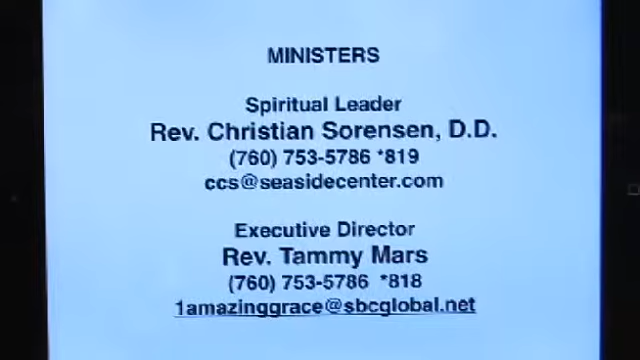 MINISTERS
Spiritual Leader
Rev. Christian Sorensen, D.D.
(760) 753-5786 *819
ccs@seasidecenter.com
Executive Director
Rev. Tammy Mars
(760) 753-5786 *818
1amazinggrace@sbcglobal.net